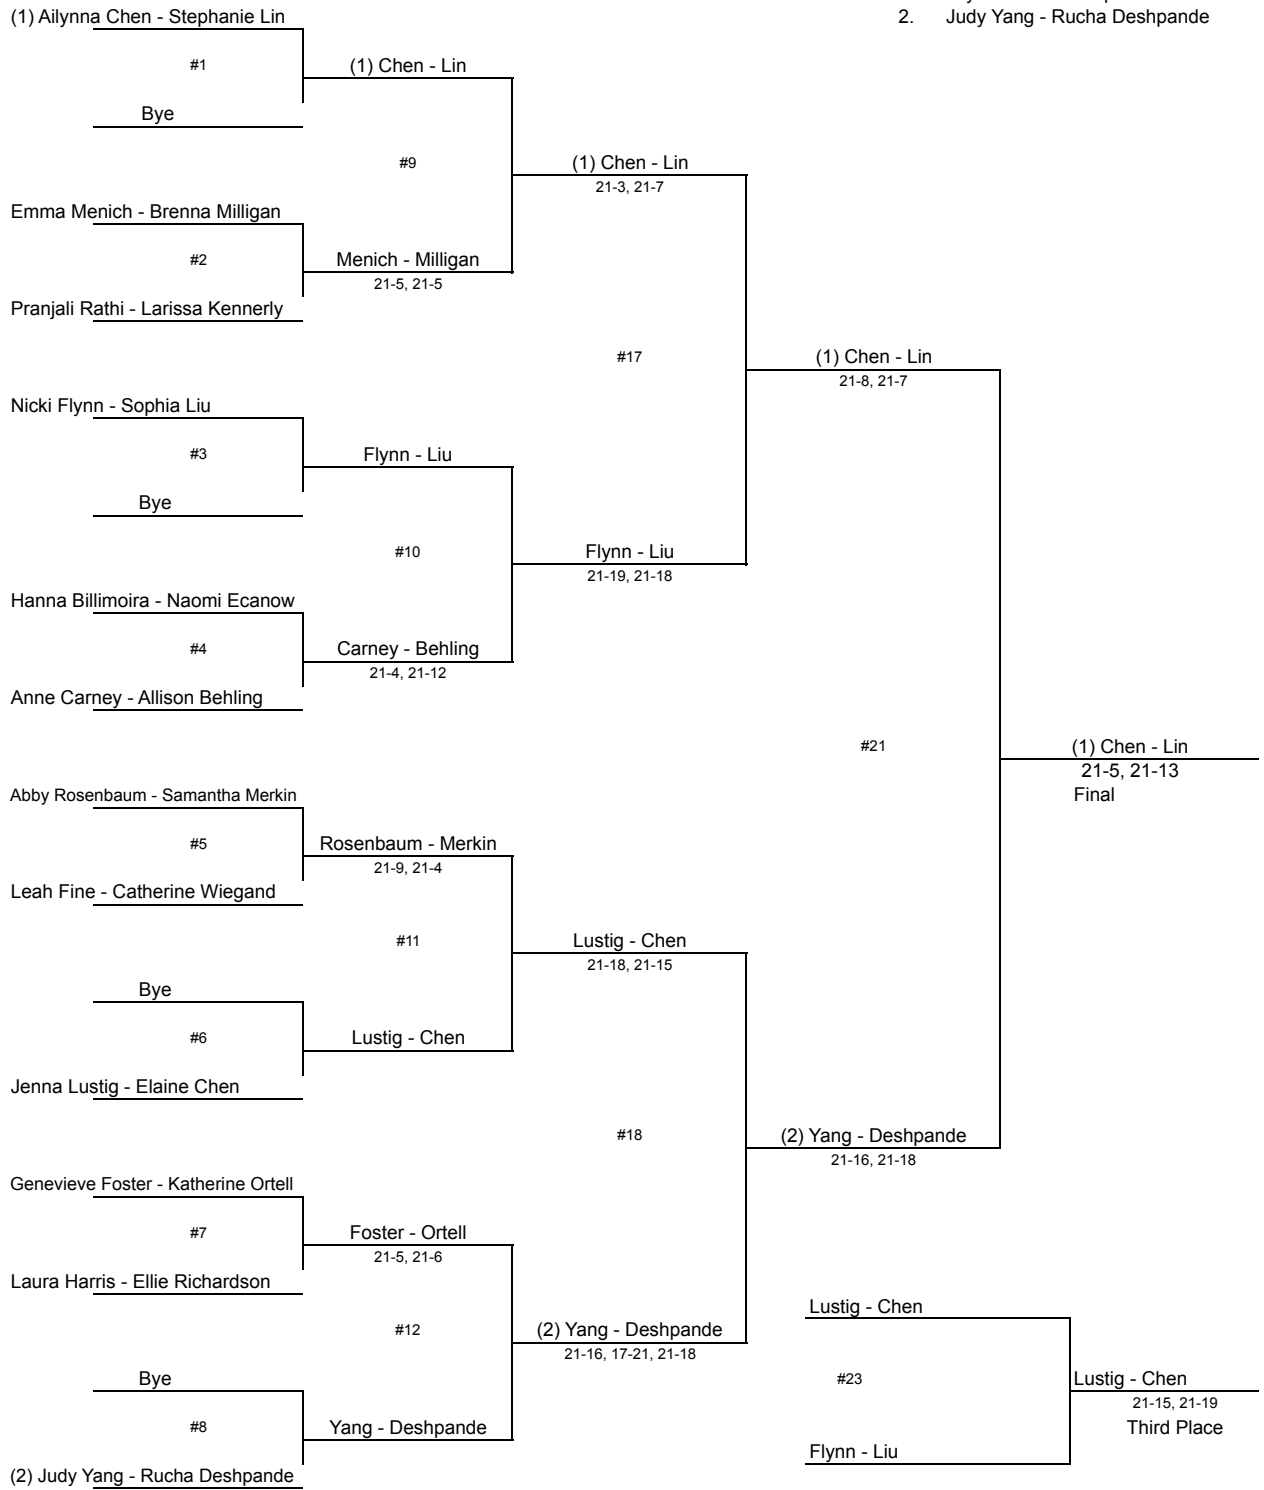 (1) Ailynna Chen - Stephanie Lin
2. Judy Yang - Rucha Deshpande
#1
(1) Chen - Lin
Bye
#9
(1) Chen - Lin
21-3, 21-7
Emma Menich - Brenna Milligan
#2
Menich - Milligan
21-5, 21-5
Pranjali Rathi - Larissa Kennerly
#17
(1) Chen - Lin
21-8, 21-7
Nicki Flynn - Sophia Liu
#3
Flynn - Liu
Bye
#10
Flynn - Liu
21-19, 21-18
Hanna Billimoira - Naomi Ecanow
#4
Carney - Behling
21-4, 21-12
Anne Carney - Allison Behling
#21
(1) Chen - Lin
21-5, 21-13
Final
Abby Rosenbaum - Samantha Merkin
#5
Rosenbaum - Merkin
21-9, 21-4
Leah Fine - Catherine Wiegand
#11
Lustig - Chen
21-18, 21-15
Bye
#6
Lustig - Chen
Jenna Lustig - Elaine Chen
#18
(2) Yang - Deshpande
21-16, 21-18
Genevieve Foster - Katherine Ortell
#7
Foster - Ortell
21-5, 21-6
Laura Harris - Ellie Richardson
Lustig - Chen
#12
(2) Yang - Deshpande
21-16, 17-21, 21-18
Bye
#23
Lustig - Chen
21-15, 21-19
Third Place
#8
Yang - Deshpande
Flynn - Liu
(2) Judy Yang - Rucha Deshpande